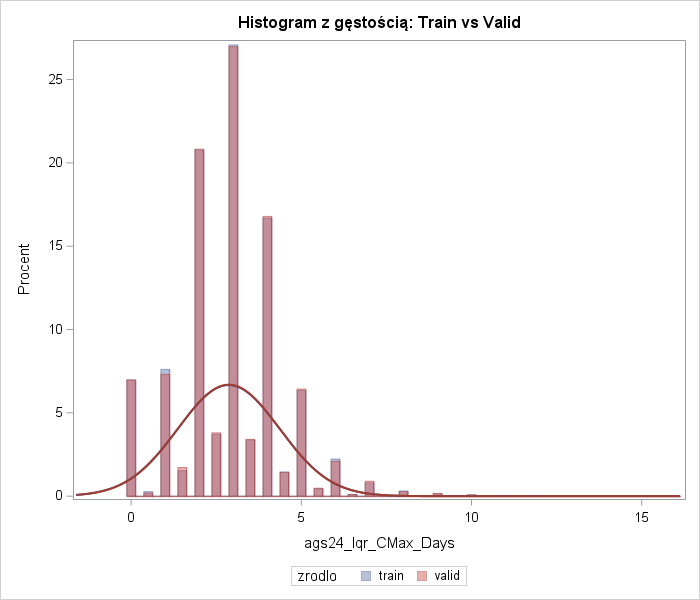 Histogram z gęstością: Train vs Valid
25
20
15
10
5
0
Procent
0 5 10 15
ags24_Iqr_CMax_Days
zrodlo train valid